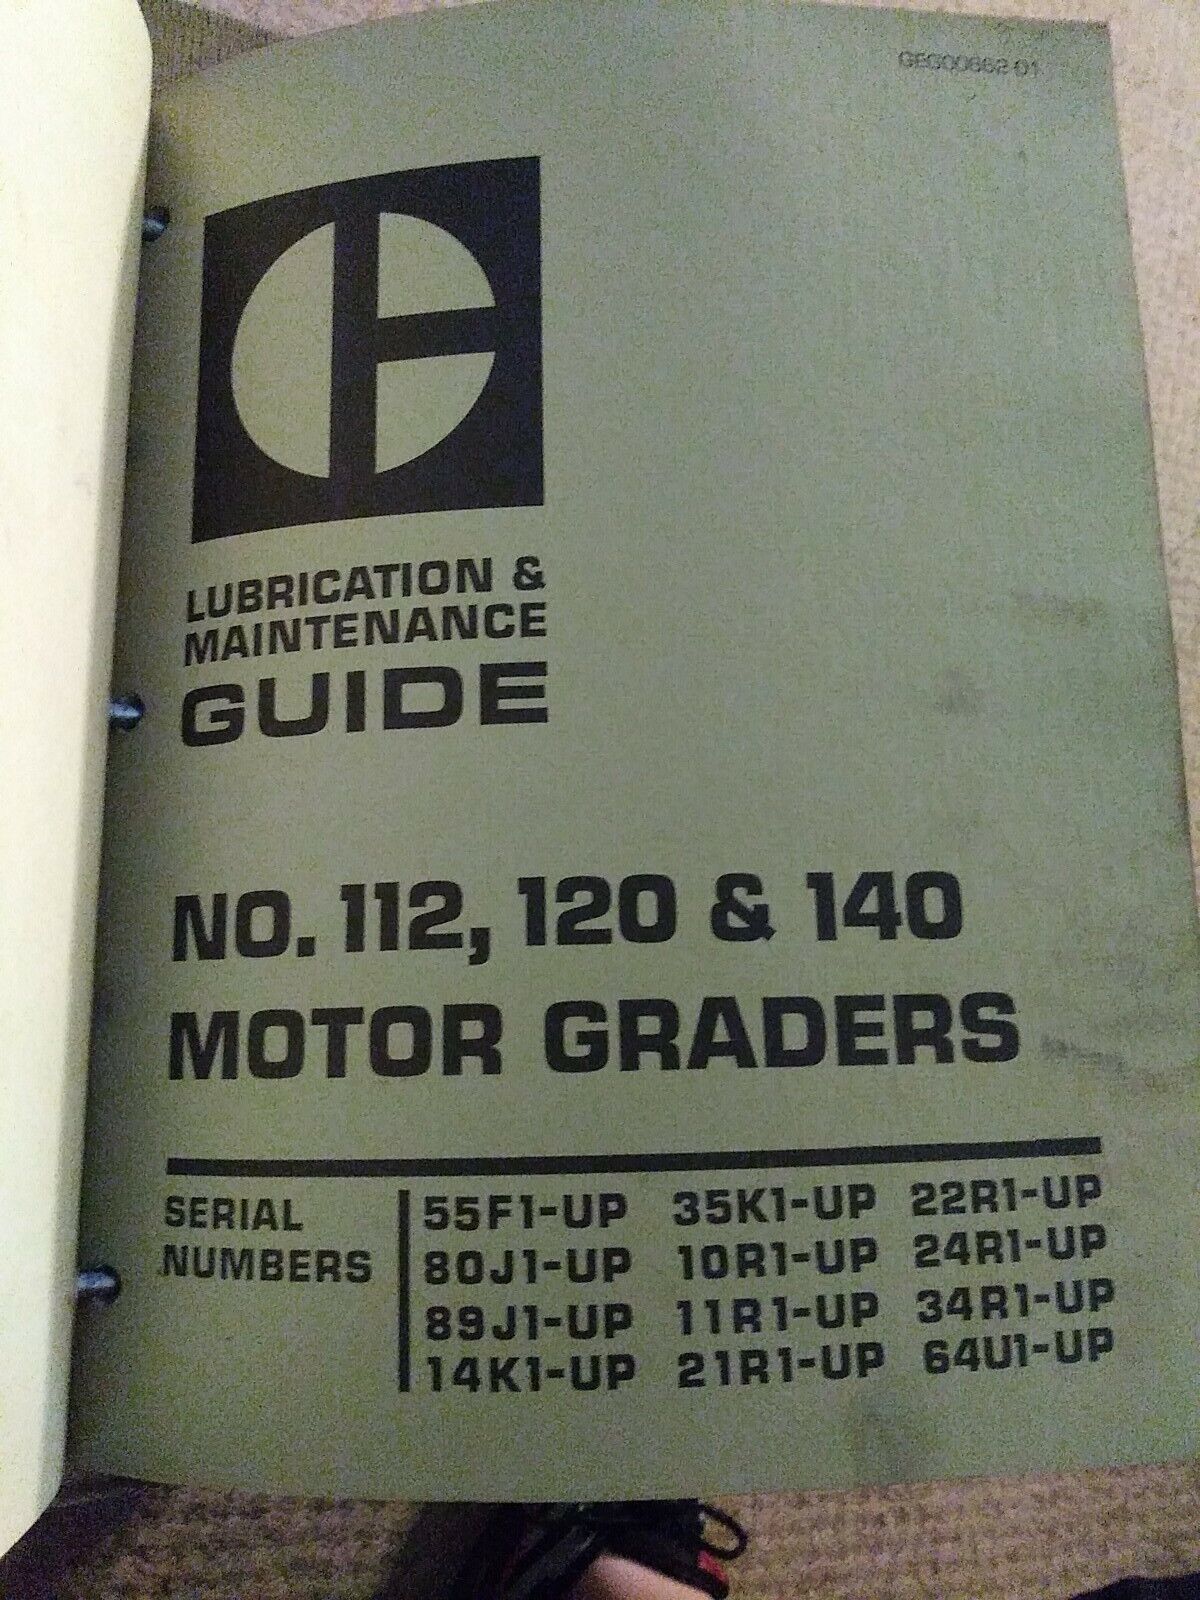 GEG00662-01
LUBRICATION &
MAINTENANCE
GUIDE
NO. 112, 120 & 140
MOTOR GRADERS
SERIAL
NUMBERS
55F1-UP 35K1-UP 22R1-UP
80J1-UP 10R1-UP 24R1-UP
89J1-UP 11R1-UP 34R1-UP
14K1-UP 21R1-UP 64U1-UP